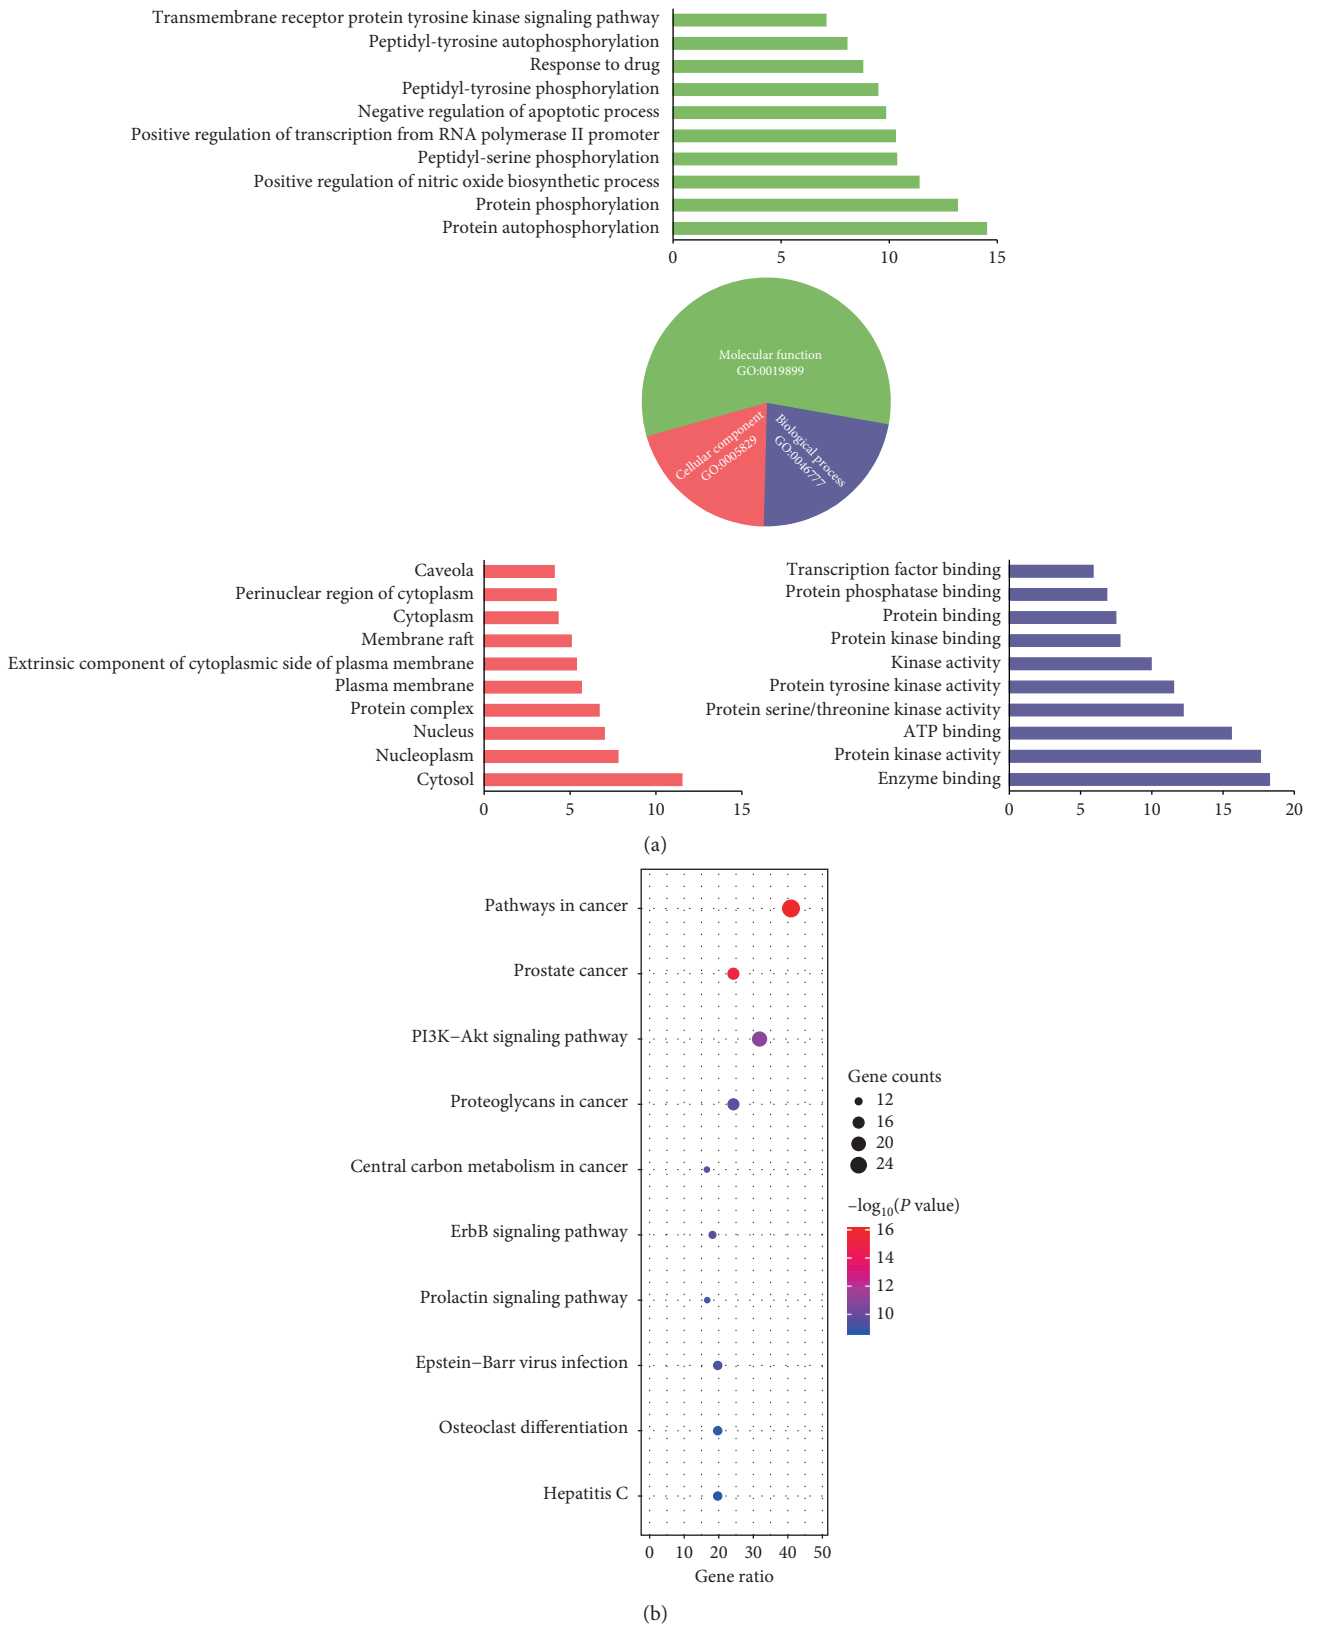 Transmembrane receptor protein tyrosine kinase signaling pathway
Peptidyl-tyrosine autophosphorylation
Response to drug
Peptidyl-tyrosine phosphorylation
Negative regulation of apoptotic process
Positive regulation of transcription from RNA polymerase II promoter
Peptidyl-serine phosphorylation
Positive regulation of nitric oxide biosynthetic process
Protein phosphorylation
Protein autophosphorylation
0 5 10 15
Molecular function
GO:0019899
Cellular component
GO:0005829
Biological process
GO:0046777
Caveola
Perinuclear region of cytoplasm
Cytoplasm
Membrane raft
Extrinsic component of cytoplasmic side of plasma membrane
Plasma membrane
Protein complex
Nucleus
Nucleoplasm
Cytosol
0 5 10 15
Transcription factor binding
Protein phosphatase binding
Protein binding
Protein kinase binding
Kinase activity
Protein tyrosine kinase activity
Protein serine/threonine kinase activity
ATP binding
Protein kinase activity
Enzyme binding
0 5 10 15 20
(a)
Pathways in cancer
Prostate cancer
PI3K−Akt signaling pathway
Proteoglycans in cancer
Central carbon metabolism in cancer
ErbB signaling pathway
Prolactin signaling pathway
Epstein−Barr virus infection
Osteoclast differentiation
Hepatitis C
0 10 20 30 40 50
Gene ratio
Gene counts
12
16
20
24
–log10(P value)
16
14
12
10
(b)